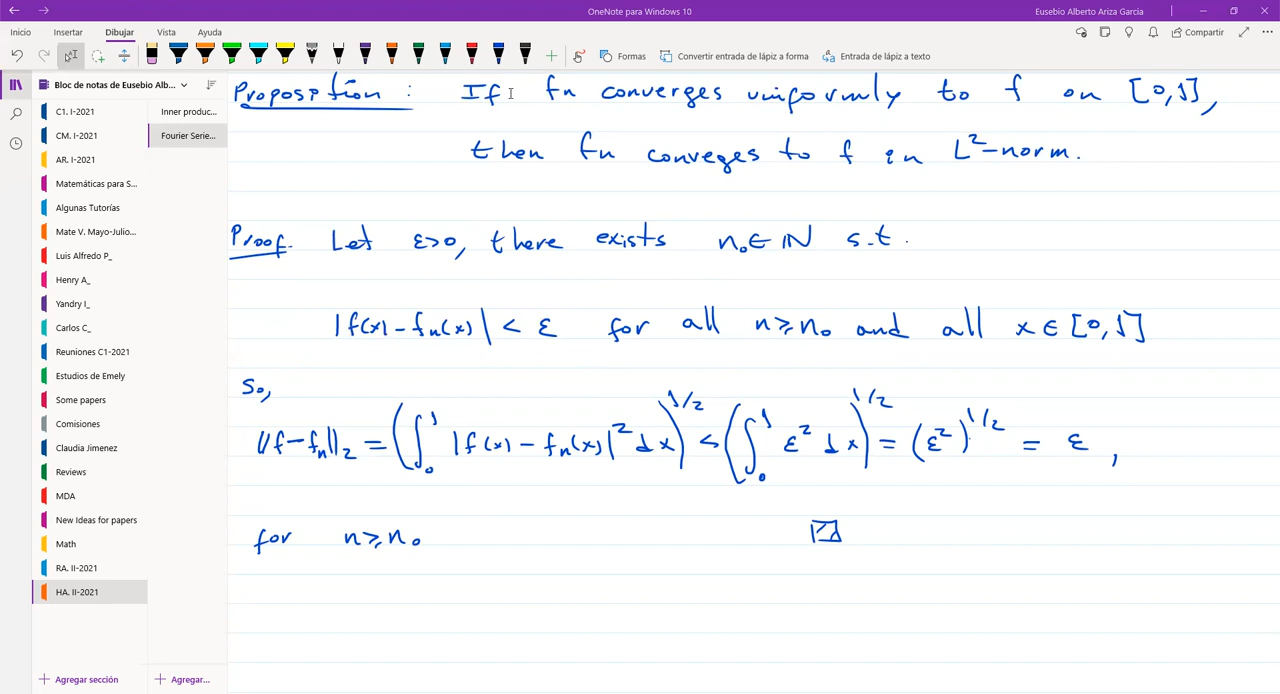 OneNote para Windows 10
Eusebio Alberto Ariza Garcia
Inicio Insertar Dibujar Vista Ayuda
Compartir
Formas Convertir entrada de lápiz a forma Entrada de lápiz a texto
Bloc de notas de Eusebio Alb...
C1. I-2021
CM. I-2021
AR. I-2021
Matemáticas para S...
Algunas Tutorías
Mate V. Mayo-Julio...
Luis Alfredo P_
Henry A_
Yandry I_
Carlos C_
Reuniones C1-2021
Estudios de Emely
Some papers
Comisiones
Claudia Jimenez
Reviews
MDA
New Ideas for papers
Math
RA. II-2021
HA. II-2021
Agregar sección
Inner produc...
Fourier Serie...
Agregar...
Proposition : If fn converges uniformly to f on [0,1],
then fn conveges to f in L²-norm.
Proof. Let ε>0, there exists n₀∈ℕ s.t.
|f(x) - fₙ(x)| < ε for all n≥n₀ and all x∈[0,1]
So,
||f-fₙ||₂ = (∫₀¹ |f(x) - fₙ(x)|² dx)^1/2 < (∫₀¹ ε² dx)^1/2 = (ε²)^1/2 = ε,
for n≥n₀